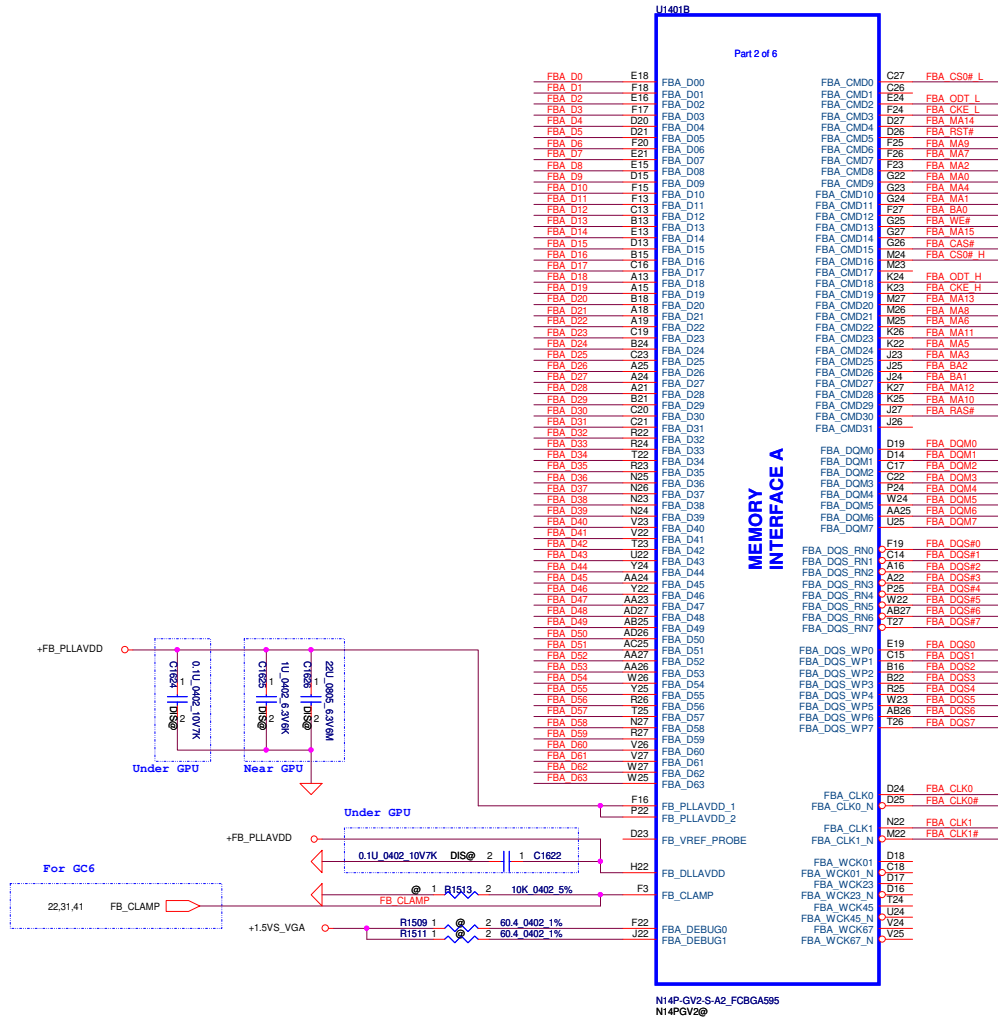 U1401B
Part 2 of 6
FBA_D0 E18 FBA_D00
FBA_D1 F18 FBA_D01
FBA_D2 E16 FBA_D02
FBA_D3 F17 FBA_D03
FBA_D4 D20 FBA_D04
FBA_D5 D21 FBA_D05
FBA_D6 F20 FBA_D06
FBA_D7 E21 FBA_D07
FBA_D8 E15 FBA_D08
FBA_D9 D15 FBA_D09
FBA_D10 F15 FBA_D10
FBA_D11 F13 FBA_D11
FBA_D12 C13 FBA_D12
FBA_D13 B13 FBA_D13
FBA_D14 E13 FBA_D14
FBA_D15 D13 FBA_D15
FBA_D16 B15 FBA_D16
FBA_D17 C16 FBA_D17
FBA_D18 A13 FBA_D18
FBA_D19 A15 FBA_D19
FBA_D20 B18 FBA_D20
FBA_D21 A18 FBA_D21
FBA_D22 A19 FBA_D22
FBA_D23 C19 FBA_D23
FBA_D24 B24 FBA_D24
FBA_D25 C23 FBA_D25
FBA_D26 A25 FBA_D26
FBA_D27 A24 FBA_D27
FBA_D28 A21 FBA_D28
FBA_D29 B21 FBA_D29
FBA_D30 C20 FBA_D30
FBA_D31 C21 FBA_D31
FBA_D32 R22 FBA_D32
FBA_D33 R24 FBA_D33
FBA_D34 T22 FBA_D34
FBA_D35 R23 FBA_D35
FBA_D36 N25 FBA_D36
FBA_D37 N26 FBA_D37
FBA_D38 N23 FBA_D38
FBA_D39 N24 FBA_D39
FBA_D40 V23 FBA_D40
FBA_D41 V22 FBA_D41
FBA_D42 T23 FBA_D42
FBA_D43 U22 FBA_D43
FBA_D44 Y24 FBA_D44
FBA_D45 AA24 FBA_D45
FBA_D46 Y22 FBA_D46
FBA_D47 AA23 FBA_D47
FBA_D48 AD27 FBA_D48
FBA_D49 AB25 FBA_D49
FBA_D50 AD26 FBA_D50
FBA_D51 AC25 FBA_D51
FBA_D52 AA27 FBA_D52
FBA_D53 AA26 FBA_D53
FBA_D54 W26 FBA_D54
FBA_D55 Y25 FBA_D55
FBA_D56 R26 FBA_D56
FBA_D57 T25 FBA_D57
FBA_D58 N27 FBA_D58
FBA_D59 R27 FBA_D59
FBA_D60 V26 FBA_D60
FBA_D61 V27 FBA_D61
FBA_D62 W27 FBA_D62
FBA_D63 W25 FBA_D63
MEMORY
INTERFACE A
FBA_CMD0 C27 FBA_CS0#_L
FBA_CMD1 C26
FBA_CMD2 E24 FBA_ODT_L
FBA_CMD3 F24 FBA_CKE_L
FBA_CMD4 D27 FBA_MA14
FBA_CMD5 D26 FBA_RST#
FBA_CMD6 F25 FBA_MA9
FBA_CMD7 F26 FBA_MA7
FBA_CMD8 F23 FBA_MA2
FBA_CMD9 G22 FBA_MA0
FBA_CMD10 G23 FBA_MA4
FBA_CMD11 G24 FBA_MA1
FBA_CMD12 F27 FBA_BA0
FBA_CMD13 G25 FBA_WE#
FBA_CMD14 G27 FBA_MA15
FBA_CMD15 G26 FBA_CAS#
FBA_CMD16 M24 FBA_CS0#_H
FBA_CMD17 M23
FBA_CMD18 K24 FBA_ODT_H
FBA_CMD19 K23 FBA_CKE_H
FBA_CMD20 M27 FBA_MA13
FBA_CMD21 M26 FBA_MA8
FBA_CMD22 M25 FBA_MA6
FBA_CMD23 K26 FBA_MA11
FBA_CMD24 K22 FBA_MA5
FBA_CMD25 J23 FBA_MA3
FBA_CMD26 J25 FBA_BA2
FBA_CMD27 J24 FBA_BA1
FBA_CMD28 K27 FBA_MA12
FBA_CMD29 K25 FBA_MA10
FBA_CMD30 J27 FBA_RAS#
FBA_CMD31 J26
FBA_DQM0 D19 FBA_DQM0
FBA_DQM1 D14 FBA_DQM1
FBA_DQM2 C17 FBA_DQM2
FBA_DQM3 C22 FBA_DQM3
FBA_DQM4 P24 FBA_DQM4
FBA_DQM5 W24 FBA_DQM5
FBA_DQM6 AA25 FBA_DQM6
FBA_DQM7 U25 FBA_DQM7
FBA_DQS_RN0 F19 FBA_DQS#0
FBA_DQS_RN1 C14 FBA_DQS#1
FBA_DQS_RN2 A16 FBA_DQS#2
FBA_DQS_RN3 A22 FBA_DQS#3
FBA_DQS_RN4 P25 FBA_DQS#4
FBA_DQS_RN5 W22 FBA_DQS#5
FBA_DQS_RN6 AB27 FBA_DQS#6
FBA_DQS_RN7 T27 FBA_DQS#7
FBA_DQS_WP0 E19 FBA_DQS0
FBA_DQS_WP1 C15 FBA_DQS1
FBA_DQS_WP2 B16 FBA_DQS2
FBA_DQS_WP3 B22 FBA_DQS3
FBA_DQS_WP4 R25 FBA_DQS4
FBA_DQS_WP5 W23 FBA_DQS5
FBA_DQS_WP6 AB26 FBA_DQS6
FBA_DQS_WP7 T26 FBA_DQS7
FBA_CLK0 D24 FBA_CLK0
FBA_CLK0_N D25 FBA_CLK0#
FBA_CLK1 N22 FBA_CLK1
FBA_CLK1_N M22 FBA_CLK1#
FBA_WCK01 D18
FBA_WCK01_N C18
FBA_WCK23 D17
FBA_WCK23_N D16
FBA_WCK45 T24
FBA_WCK45_N U24
FBA_WCK67 V24
FBA_WCK67_N V25
+FB_PLLAVDD
C1624 1 2 DIS@ 0.1U_0402_10V7K
C1625 1 2 DIS@ 1U_0402_6.3V6K
C1626 1 2 DIS@ 22U_0805_6.3V6M
Under GPU
Near GPU
F16 FB_PLLAVDD_1
P22 FB_PLLAVDD_2
Under GPU
+FB_PLLAVDD
D23 FB_VREF_PROBE
0.1U_0402_10V7K DIS@ 2 1 C1622
H22 FB_DLLAVDD
For GC6
@ 1 R1513 2 10K_0402_5%
F3 FB_CLAMP
FB_CLAMP
22,31,41 FB_CLAMP
+1.5VS_VGA
R1509 1 @ 2 60.4_0402_1% F22 FBA_DEBUG0
R1511 1 @ 2 60.4_0402_1% J22 FBA_DEBUG1
N14P-GV2-S-A2_FCBGA595
N14PGV2@